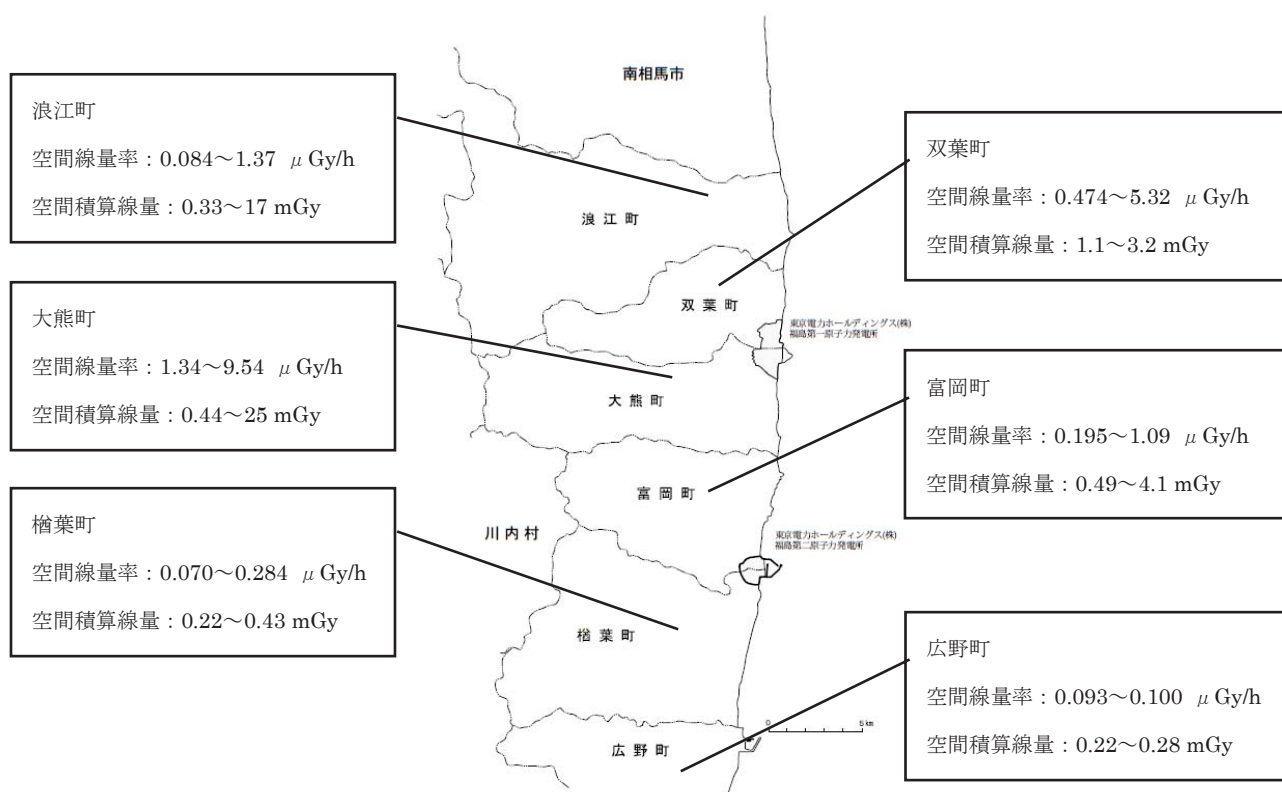 南相馬市
浪江町
空間線量率：0.084～1.37 μGy/h
空間積算線量：0.33～17 mGy
双葉町
空間線量率：0.474～5.32 μGy/h
空間積算線量：1.1～3.2 mGy
浪江町
大熊町
空間線量率：1.34～9.54 μGy/h
空間積算線量：0.44～25 mGy
双葉町
東京電力ホールディングス(株)
福島第一原子力発電所
大熊町
富岡町
空間線量率：0.195～1.09 μGy/h
空間積算線量：0.49～4.1 mGy
富岡町
楢葉町
空間線量率：0.070～0.284 μGy/h
空間積算線量：0.22～0.43 mGy
川内村
東京電力ホールディングス(株)
福島第二原子力発電所
楢葉町
広野町
空間線量率：0.093～0.100 μGy/h
空間積算線量：0.22～0.28 mGy
0 5km
広野町